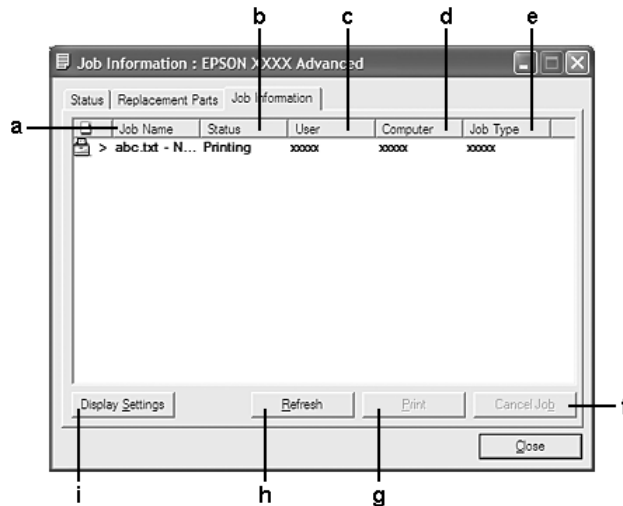 b c d e
Job Information : EPSON XXXX Advanced
Status Replacement Parts Job Information
a Job Name Status User Computer Job Type
> abc.txt - N... Printing xxxxx xxxxx xxxxx
Display Settings Refresh Print Cancel Job
Close
i h g